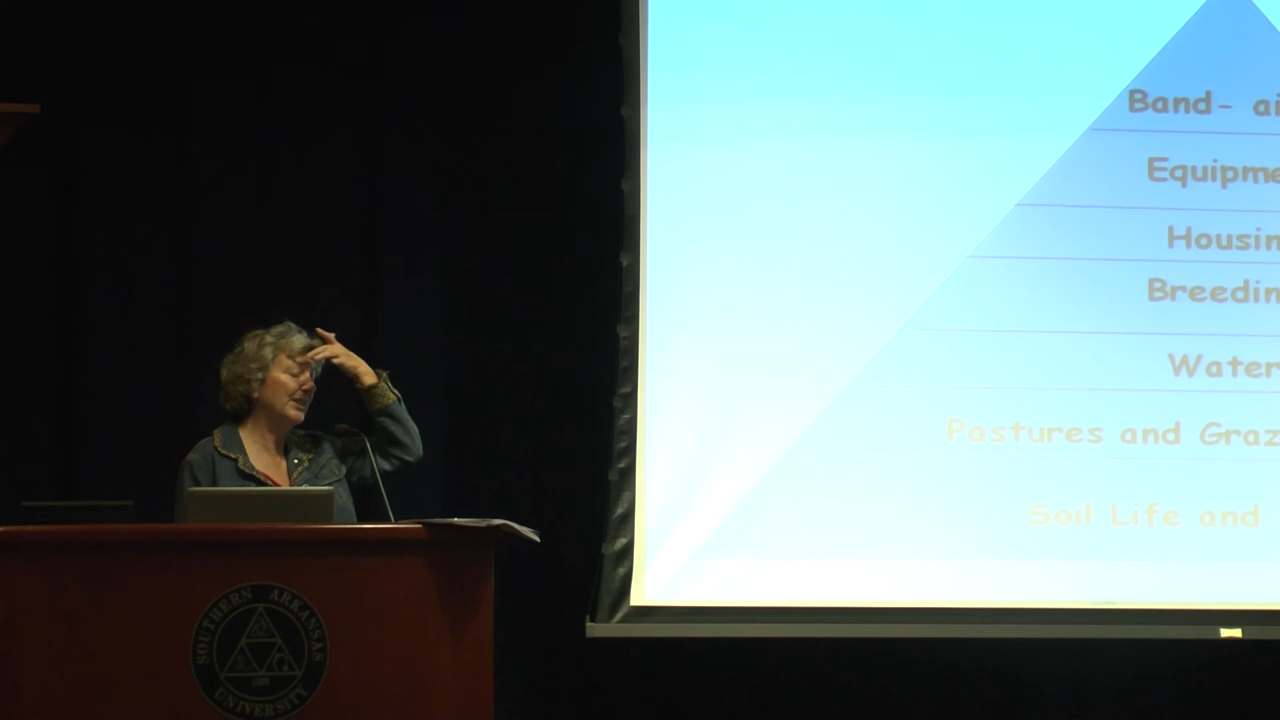 Band- ai
Equipme
Housin
Breedin
Water
Pastures and Graz
Soil Life and
SOUTHERN ARKANSAS
UNIVERSITY